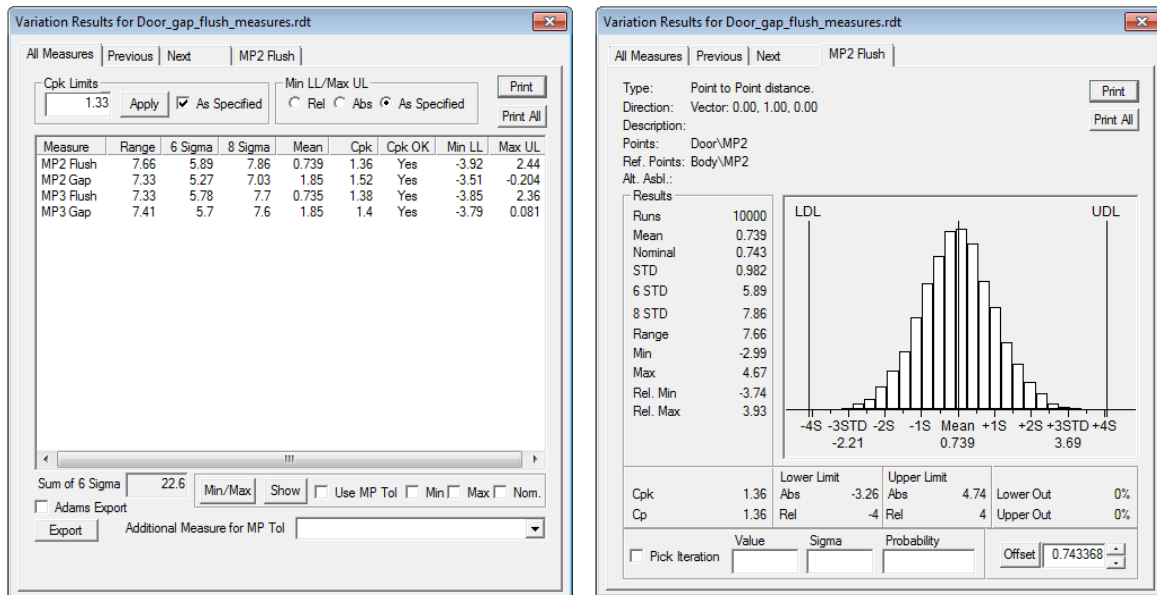 Variation Results for Door_gap_flush_measures.rdt
All Measures Previous Next MP2 Flush
Cpk Limits Min LL/Max UL
1.33 Apply As Specified Rel Abs As Specified Print
Print All
Measure Range 6 Sigma 8 Sigma Mean Cpk Cpk OK Min LL Max UL
MP2 Flush 7.66 5.89 7.86 0.739 1.36 Yes -3.92 2.44
MP2 Gap 7.33 5.27 7.03 1.85 1.52 Yes -3.51 -0.204
MP3 Flush 7.33 5.78 7.7 0.735 1.38 Yes -3.85 2.36
MP3 Gap 7.41 5.7 7.6 1.85 1.4 Yes -3.79 0.081
Sum of 6 Sigma 22.6 Min/Max Show Use MP Tol Min Max Nom.
Adams Export
Export Additional Measure for MP Tol
Variation Results for Door_gap_flush_measures.rdt
All Measures Previous Next MP2 Flush
Type: Point to Point distance. Print
Direction: Vector: 0.00, 1.00, 0.00
Description: Print All
Points: Door\MP2
Ref. Points: Body\MP2
Alt. Asbl.:
Results
Runs 10000
Mean 0.739
Nominal 0.743
STD 0.982
6 STD 5.89
8 STD 7.86
Range 7.66
Min -2.99
Max 4.67
Rel. Min -3.74
Rel. Max 3.93
LDL UDL
-4S -3STD -2S -1S Mean +1S +2S +3STD +4S
-2.21 0.739 3.69
Lower Limit Upper Limit
Cpk 1.36 Abs -3.26 Abs 4.74 Lower Out 0%
Cp 1.36 Rel -4 Rel 4 Upper Out 0%
Value Sigma Probability
Pick Iteration Offset 0.743368